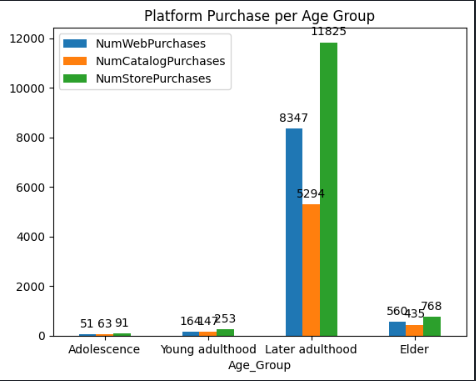 Platform Purchase per Age Group
12000
10000
8000
6000
4000
2000
0
NumWebPurchases
NumCatalogPurchases
NumStorePurchases
51 63 91
164 147 253
8347 5294 11825
560 435 768
Adolescence Young adulthood Later adulthood Elder
Age_Group